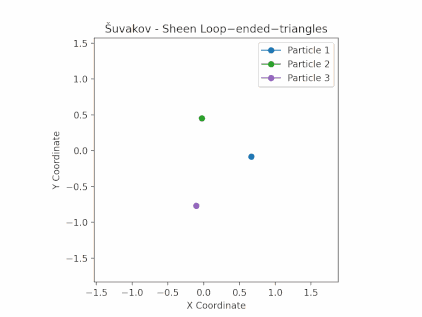 Šuvakov - Sheen Loop−ended−triangles
Particle 1
Particle 2
Particle 3
1.5
1.0
0.5
0.0
−0.5
−1.0
−1.5
Y Coordinate
−1.5 −1.0 −0.5 0.0 0.5 1.0 1.5
X Coordinate